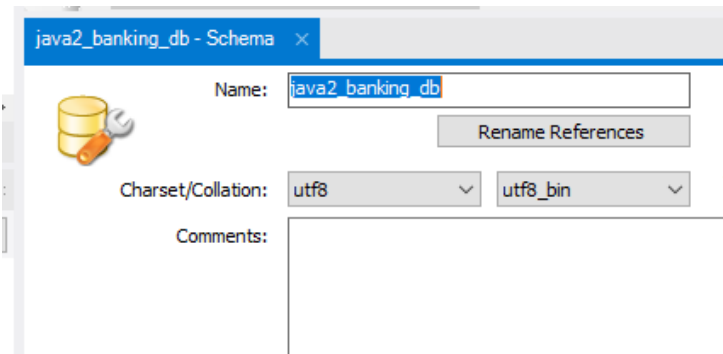 java2_banking_db - Schema
Name: java2_banking_db
Rename References
Charset/Collation: utf8 utf8_bin
Comments: